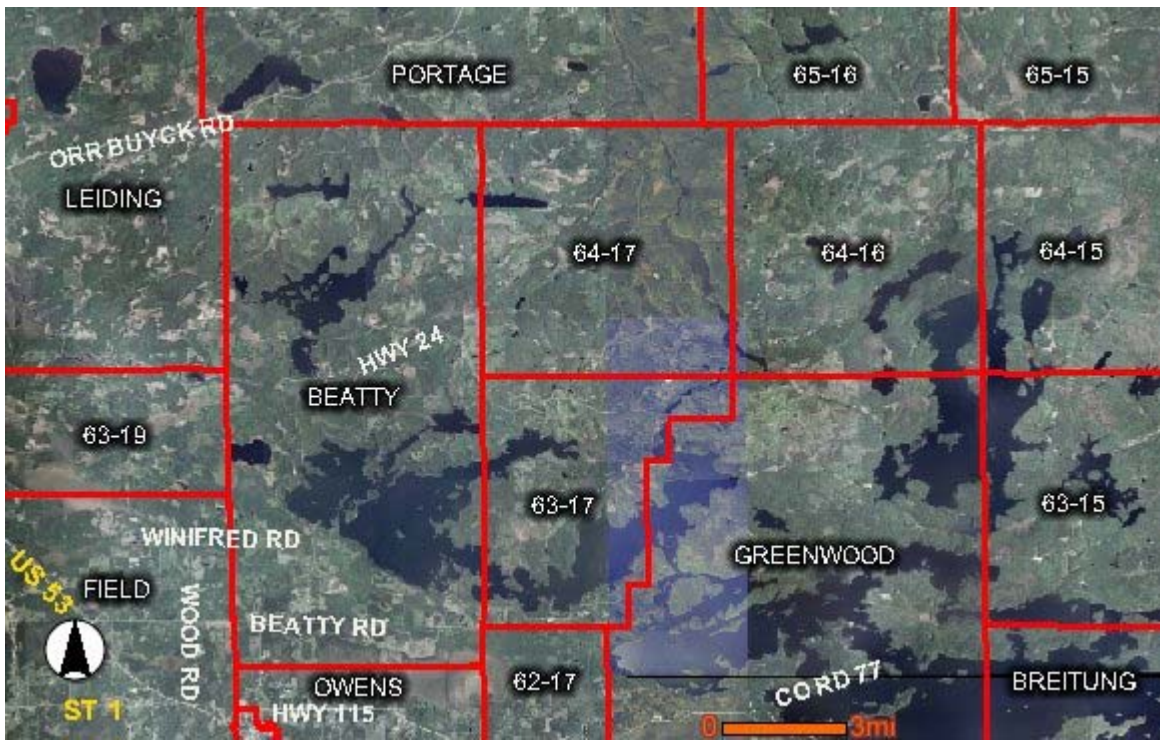 PORTAGE
65-16
65-15
ORR BUYCK RD
LEIDING
64-17
64-16
64-15
HWY 24
BEATTY
63-19
63-17
63-15
WINIFRED RD
GREENWOOD
US 53
FIELD
WOOD RD
BEATTY RD
OWENS
62-17
CO RD 77
BREITUNG
ST 1
HWY 115
0
3mi